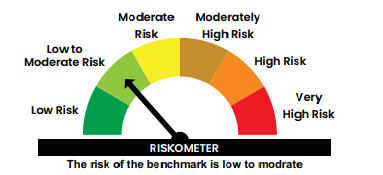 Moderate
Risk
Moderately
High Risk
Low to
Moderate Risk
High Risk
Low Risk
Very
High Risk
RISKOMETER
The risk of the benchmark is low to modrate